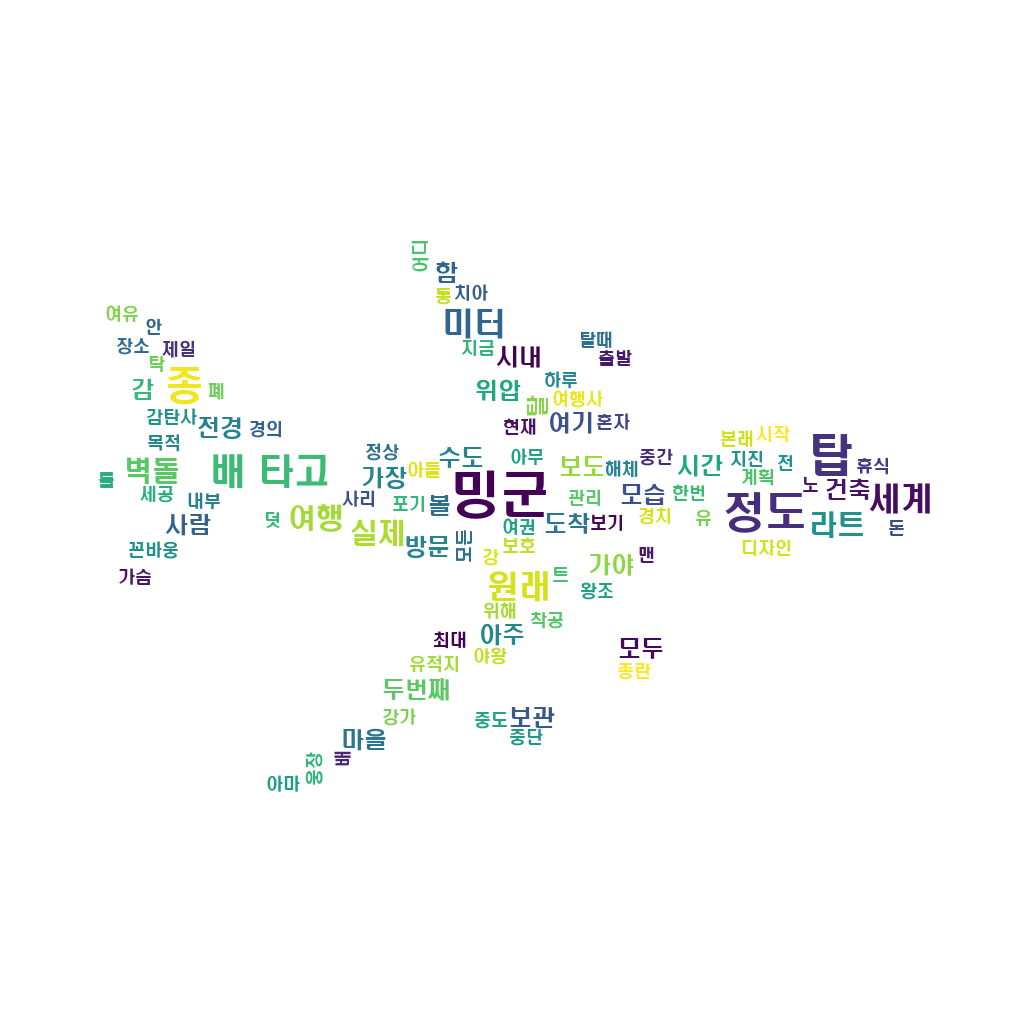 뭉
함
통
치아
여유
미터
안
탈때
장소
제일
지금
시내
출발
탁
종
하루
감
폐
위압
여행사
틸
감탄사
전경
경의
현재
여기
혼자
본래
시작
목적
정상
수도
아무
중간
탑
벽돌
배 타고
가장
아들
보도
해체
시간
지진
전
휴식
들
계획
세공
내부
사리
포기
볼
밍군
관리
모습
한번
노
건축
세계
사람
덧
여행
실제
여권
도착
보기
경치
유
정도
라트
돈
꼰바웅
방문
강
보호
맨
디자인
가슴
원래
트
가야
왕조
위해
착공
최대
아주
모두
유적지
야왕
종란
두번째
강가
중도
보관
마을
중단
아마
웅장